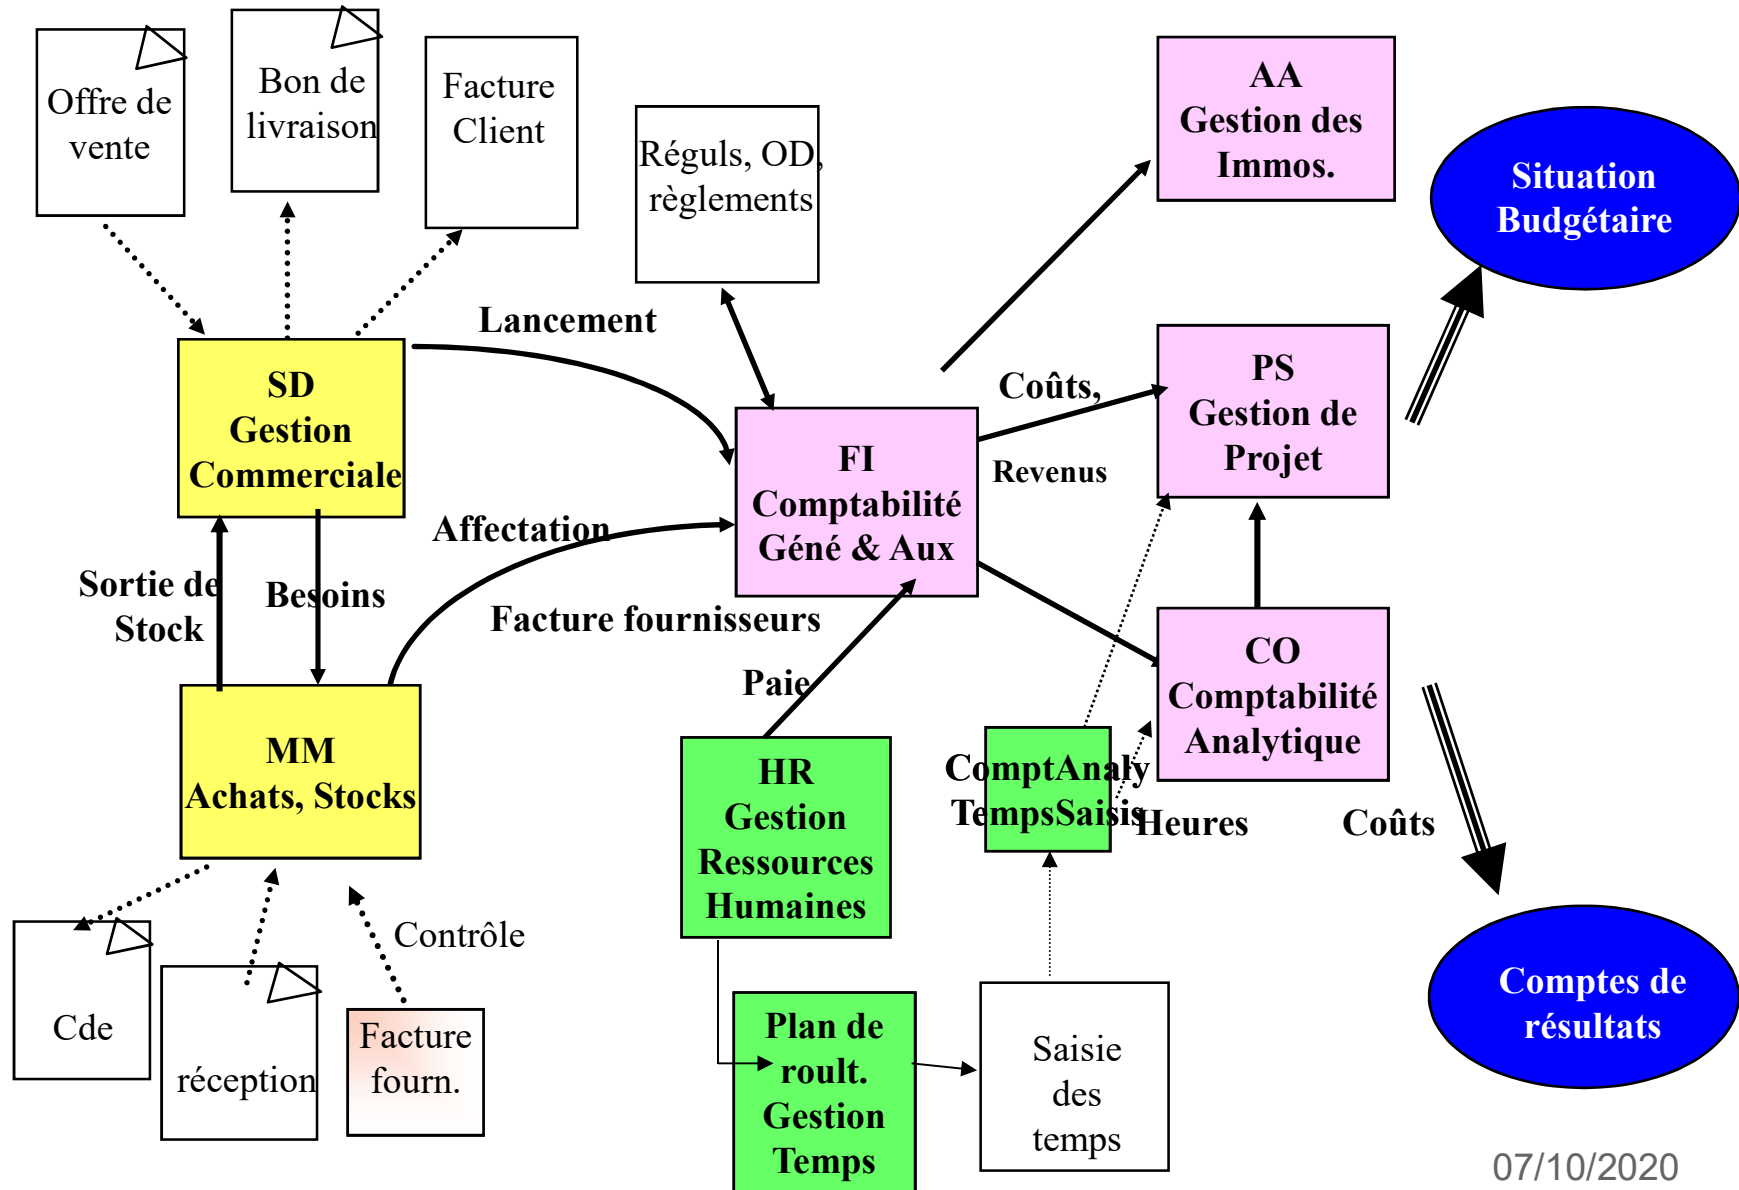 Offre de
vente
Bon de
livraison
Facture
Client
Réguls, OD,
règlements
AA
Gestion des
Immos.
Situation
Budgétaire
Lancement
SD
Gestion
Commerciale
Coûts,
Revenus
PS
Gestion de
Projet
FI
Comptabilité
Géné & Aux
Affectation
Sortie de
Stock
Besoins
Facture fournisseurs
Paie
CO
Comptabilité
Analytique
MM
Achats, Stocks
HR
Gestion
Ressources
Humaines
ComptAnaly
TempsSaisis
Heures
Coûts
Contrôle
Cde
réception
Facture
fourn.
Plan de
roult.
Gestion
Temps
Saisie
des
temps
Comptes de
résultats
07/10/2020